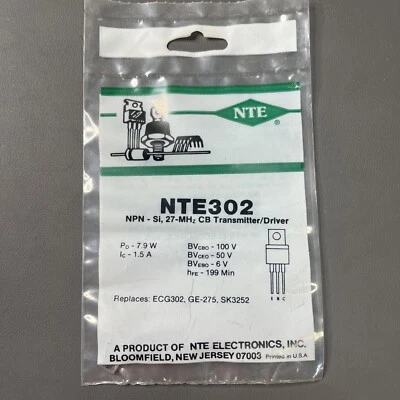 NTE
®
NTE302
NPN - Si, 27-MHz CB Transmitter/Driver
PD - 7.9 W
IC - 1.5 A
BVCBO - 100 V
BVCEO - 50 V
BVEBO - 6 V
hFE - 199 Min
E B C
Replaces: ECG302, GE-275, SK3252
A PRODUCT OF NTE ELECTRONICS, INC.
BLOOMFIELD, NEW JERSEY 07003 Printed in U.S.A.